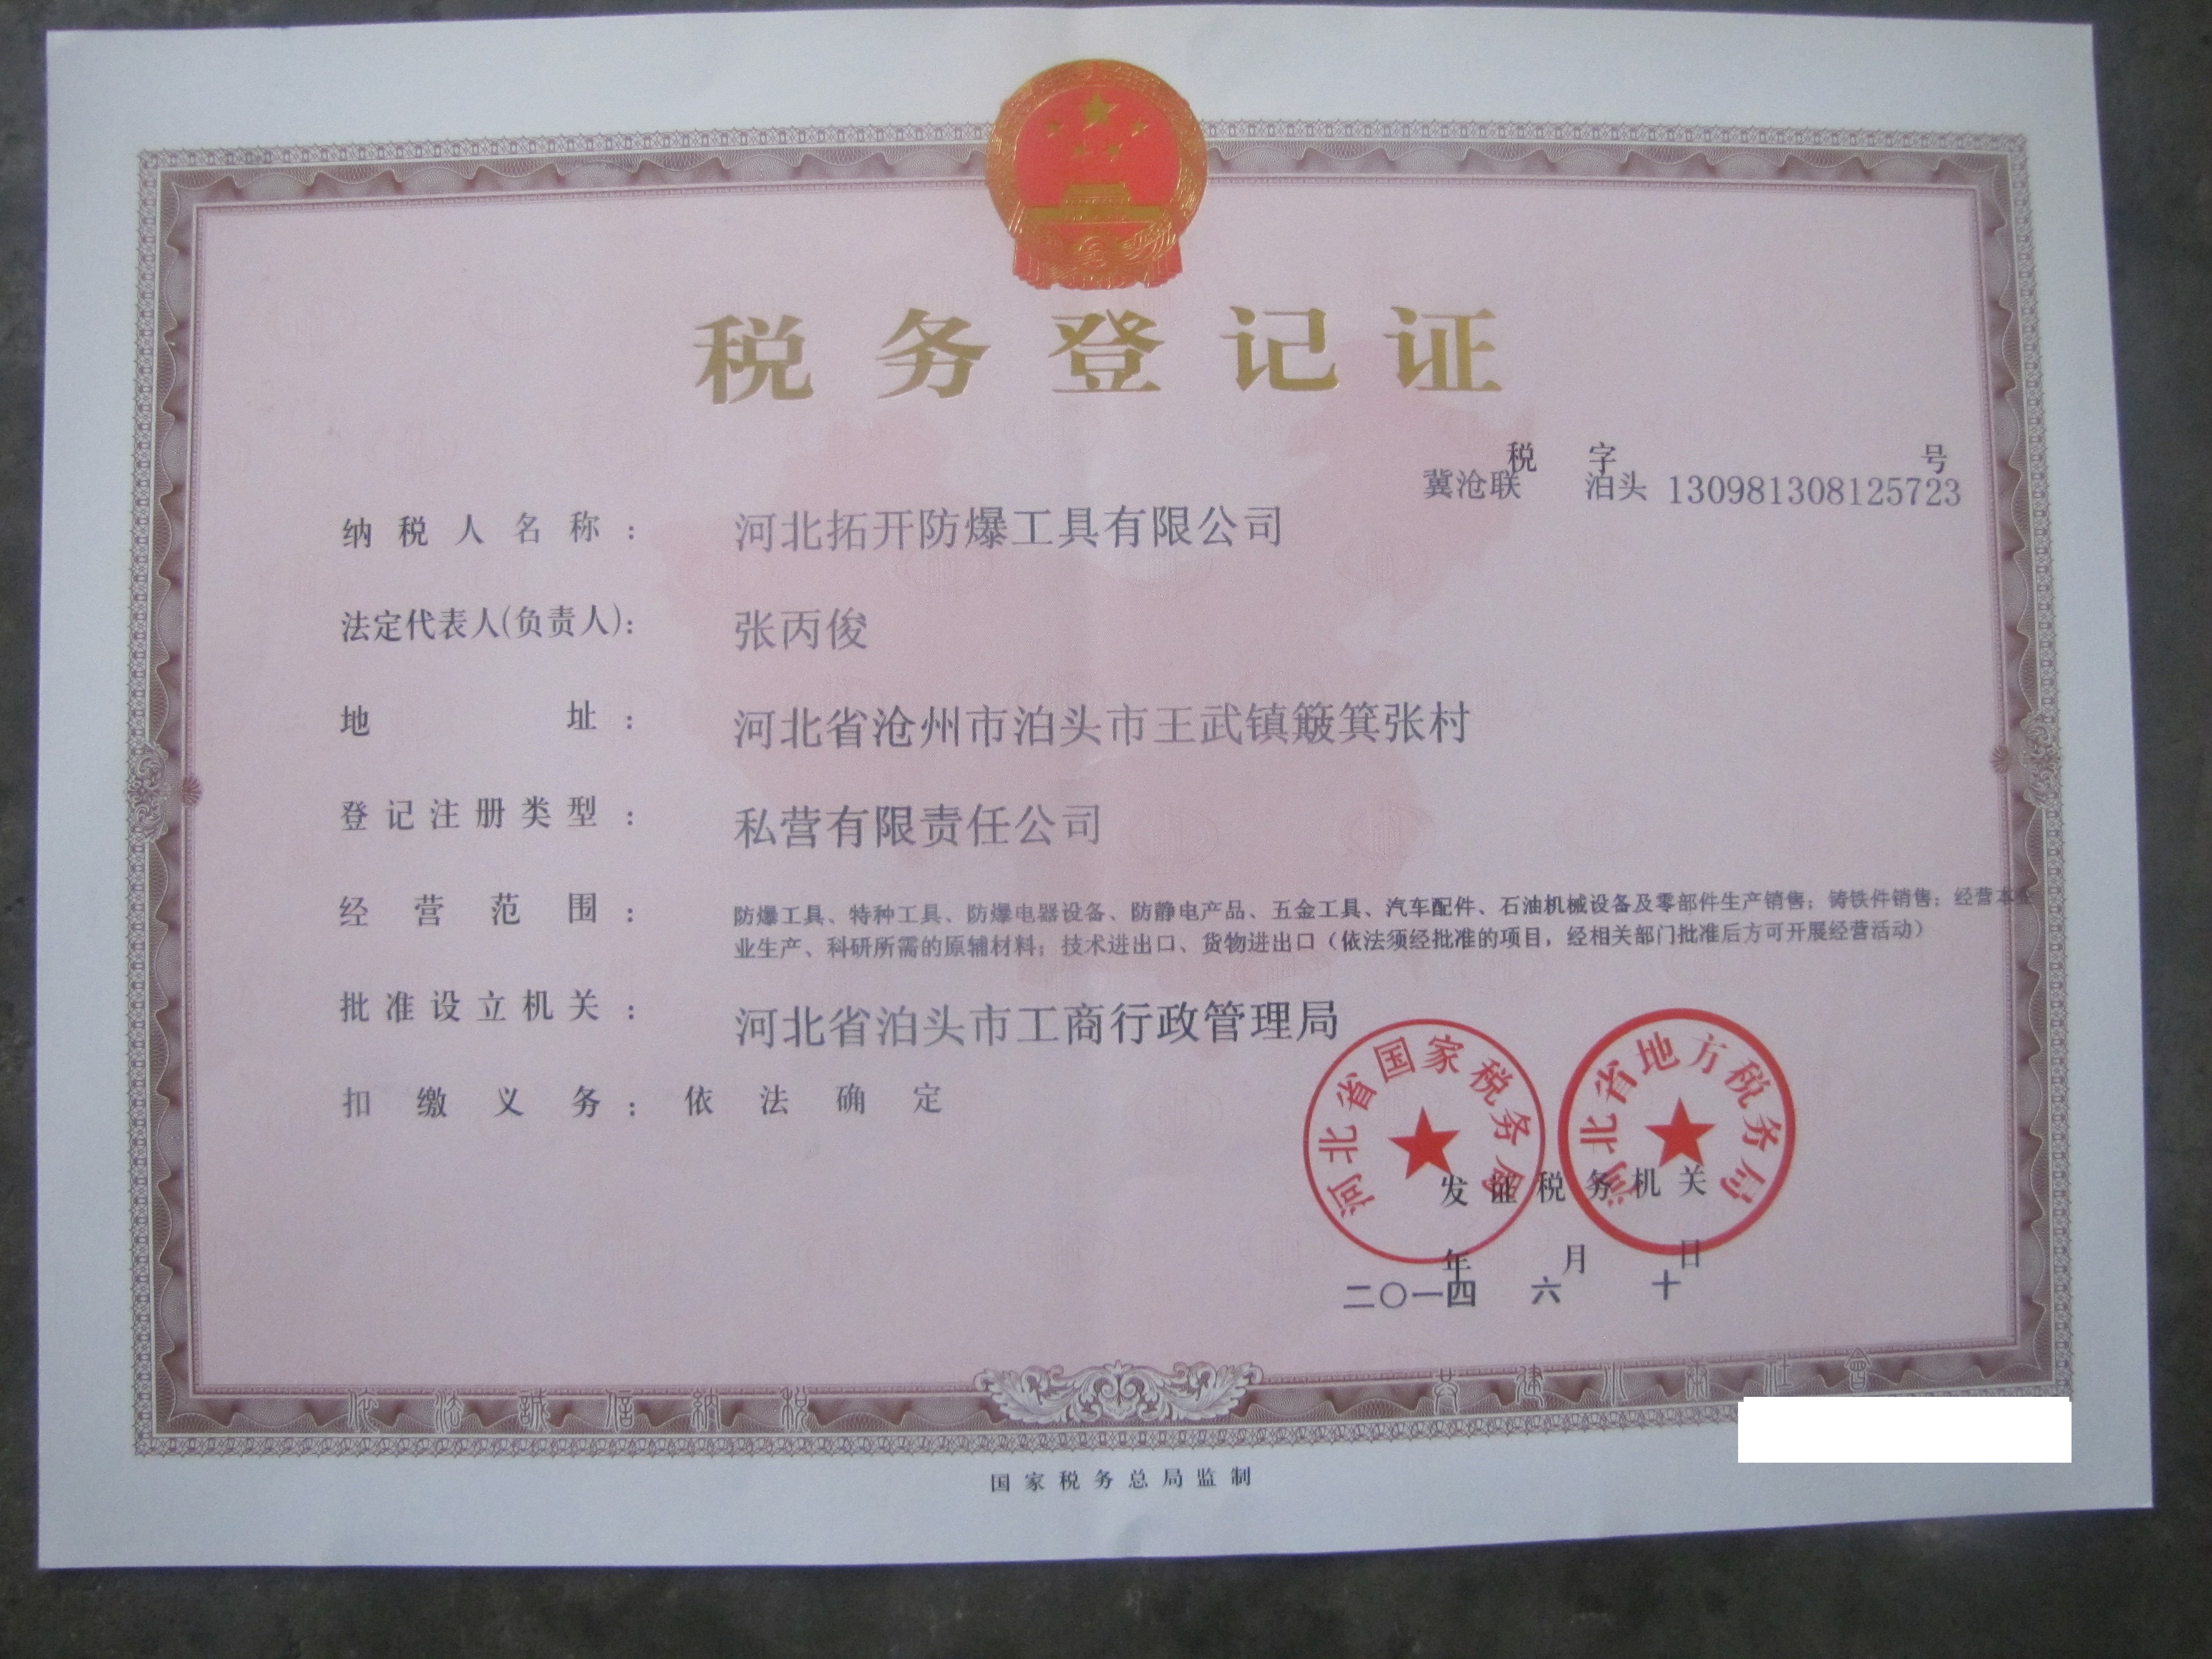 税务登记证
税 字 号
冀沧联 泊头 130981308125723
纳税人名称： 河北拓开防爆工具有限公司
法定代表人(负责人)： 张丙俊
地址： 河北省沧州市泊头市王武镇簸箕张村
登记注册类型： 私营有限责任公司
经营范围： 防爆工具、特种工具、防爆电器设备、防静电产品、五金工具、汽车配件、石油机械设备及零部件生产销售；铸铁件销售；经营本企
业生产、科研所需的原辅材料；技术进出口、货物进出口（依法须经批准的项目，经相关部门批准后方可开展经营活动）
批准设立机关： 河北省泊头市工商行政管理局
扣缴义务： 依法确定
河北省国家税务局
河北省地方税务局
发证税务机关
年 月 日
二〇一四 六 十
依法誠信納稅
共建小康社會
国家税务总局监制